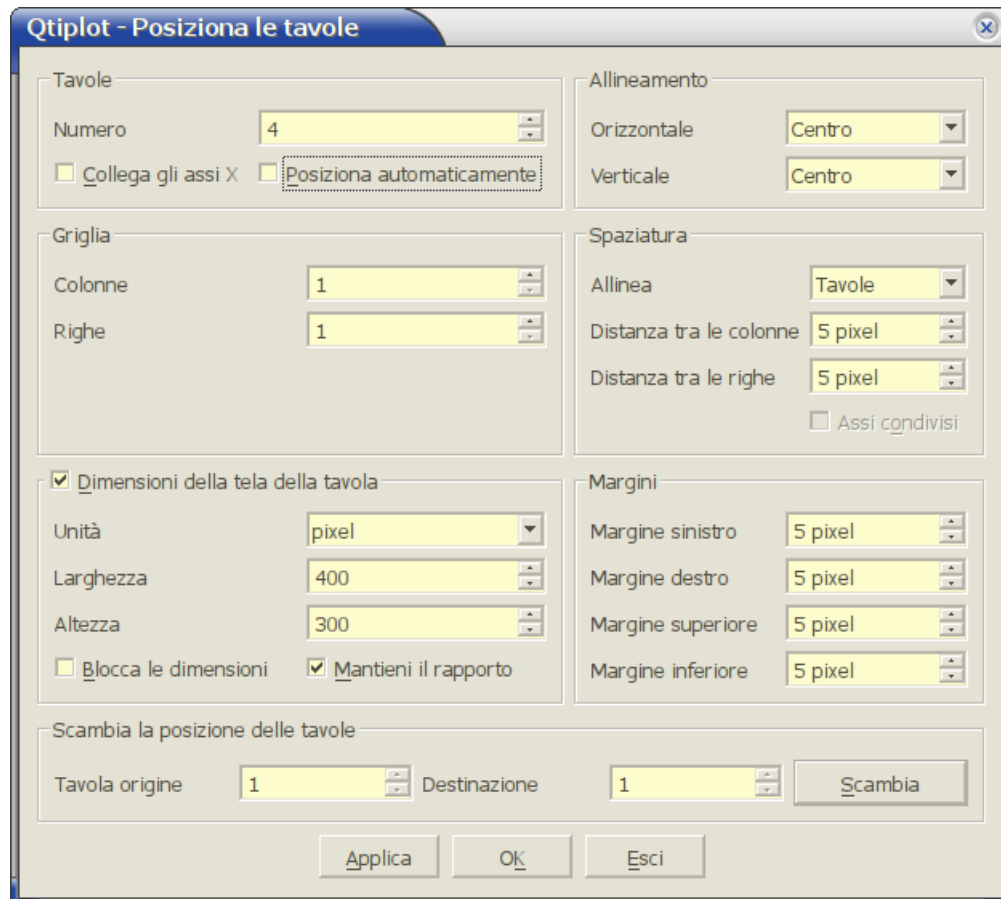 Qtiplot - Posiziona le tavole
Tavole
Numero 4
Collega gli assi X Posiziona automaticamente
Allineamento
Orizzontale Centro
Verticale Centro
Griglia
Colonne 1
Righe 1
Spaziatura
Allinea Tavole
Distanza tra le colonne 5 pixel
Distanza tra le righe 5 pixel
Assi condivisi
Dimensioni della tela della tavola
Unità pixel
Larghezza 400
Altezza 300
Blocca le dimensioni Mantieni il rapporto
Margini
Margine sinistro 5 pixel
Margine destro 5 pixel
Margine superiore 5 pixel
Margine inferiore 5 pixel
Scambia la posizione delle tavole
Tavola origine 1 Destinazione 1 Scambia
Applica OK Esci